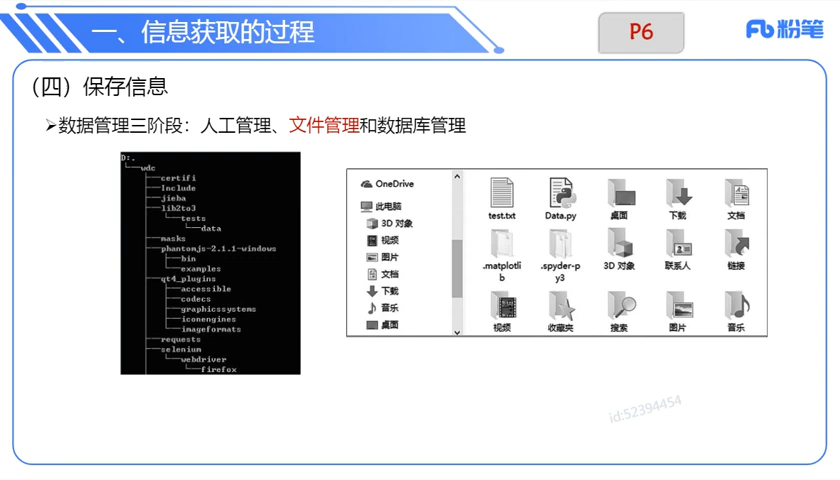 一、信息获取的过程
P6
粉笔
（四）保存信息
➢数据管理三阶段：人工管理、文件管理和数据库管理
D:.
└─wdc
├─certifi
├─Include
├─jieba
├─lib2to3
│ └─tests
│ └─data
├─masks
├─phantomjs-2.1.1-windows
│ ├─bin
│ └─examples
├─qt4_plugins
│ ├─accessible
│ ├─codecs
│ ├─graphicssystems
│ ├─iconengines
│ └─imageformats
├─requests
├─selenium
│ └─webdriver
│ └─firefox
OneDrive
此电脑
3D 对象
视频
图片
文档
下载
音乐
桌面
test.txt Data.py 桌面 下载 文档
.matplotli
b
.spyder-p
y3
3D 对象 联系人 链接
视频 收藏夹 搜索 图片 音乐
id:52394454